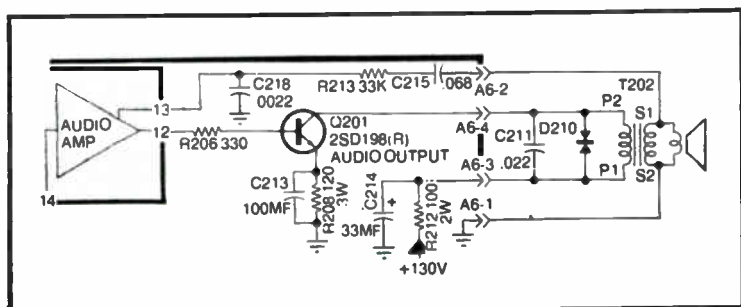 13
C218
.0022
R213 33K
C215
.068
A6-2
T202
AUDIO
AMP
12
R206 330
Q201
2SD198(R)
AUDIO OUTPUT
A6-4
C211
.022
D210
P2
S1
P1
S2
14
C213
100MF
R208 120
3W
C214
+
33MF
R212 100
2W
A6-3
A6-1
+130V